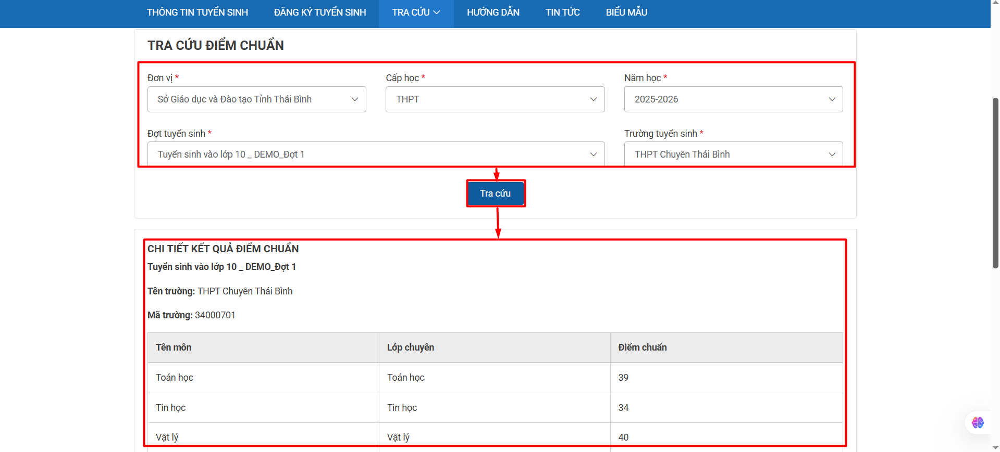 THÔNG TIN TUYỂN SINH ĐĂNG KÝ TUYỂN SINH TRA CỨU HƯỚNG DẪN TIN TỨC BIỂU MẪU
TRA CỨU ĐIỂM CHUẨN
Đơn vị * Cấp học * Năm học *
Sở Giáo dục và Đào tạo Tỉnh Thái Bình THPT 2025-2026
Đợt tuyển sinh * Trường tuyển sinh *
Tuyển sinh vào lớp 10 _ DEMO_Đợt 1 THPT Chuyên Thái Bình
Tra cứu
CHI TIẾT KẾT QUẢ ĐIỂM CHUẨN
Tuyển sinh vào lớp 10 _ DEMO_Đợt 1
Tên trường: THPT Chuyên Thái Bình
Mã trường: 34000701
Tên môn Lớp chuyên Điểm chuẩn
Toán học Toán học 39
Tin học Tin học 34
Vật lý Vật lý 40